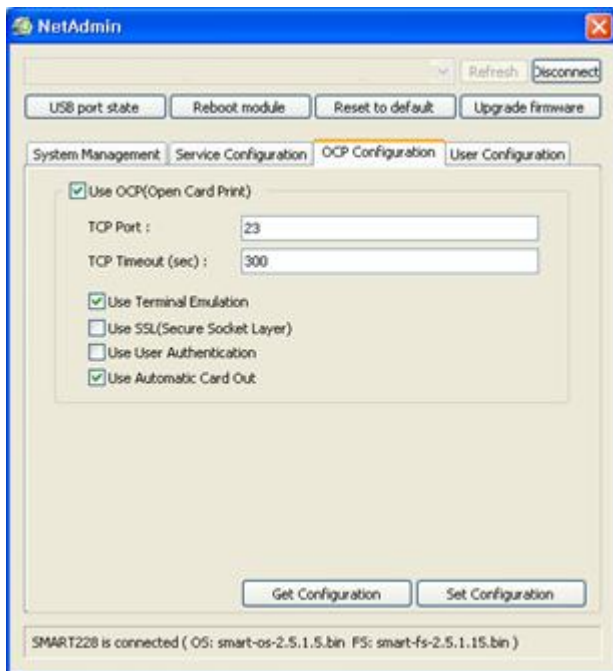 NetAdmin
Refresh Disconnect
USB port state Reboot module Reset to default Upgrade firmware
System Management Service Configuration OCP Configuration User Configuration
Use OCP(Open Card Print)
TCP Port : 23
TCP Timeout (sec) : 300
Use Terminal Emulation
Use SSL(Secure Socket Layer)
Use User Authentication
Use Automatic Card Out
Get Configuration Set Configuration
SMART228 is connected ( OS: smart-os-2.5.1.5.bin FS: smart-fs-2.5.1.15.bin )